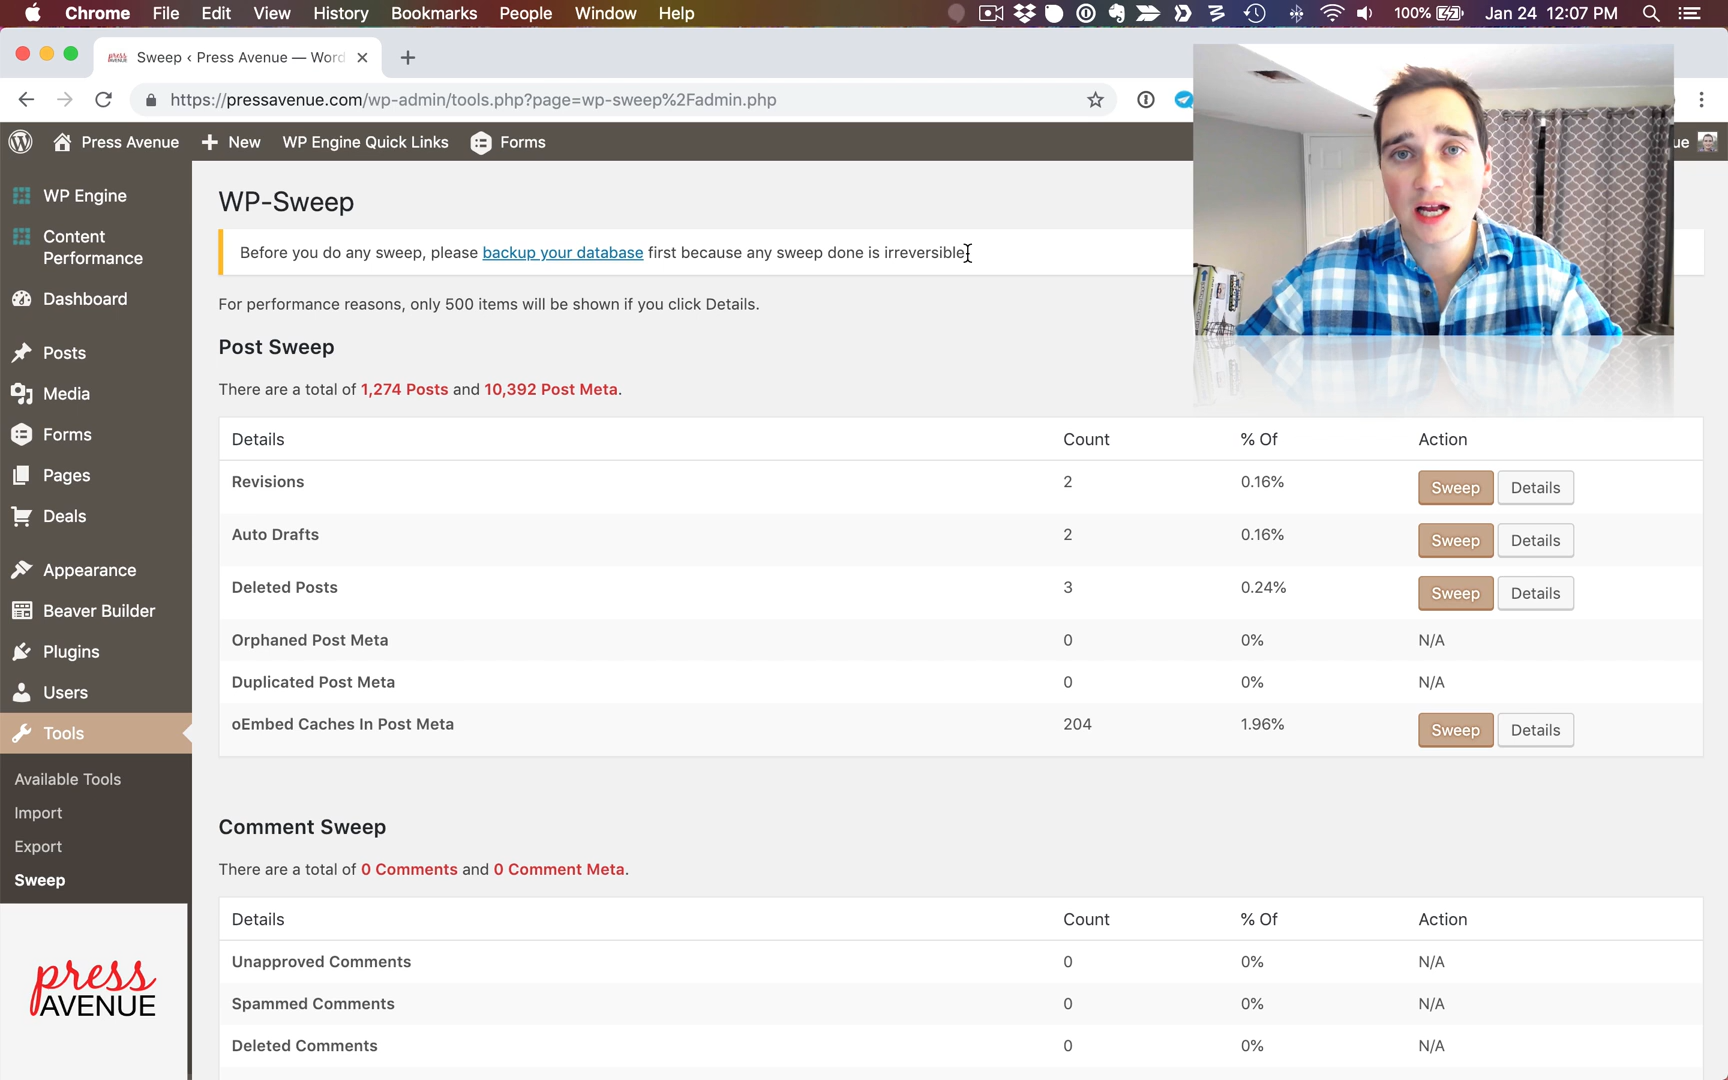 Chrome File Edit View History Bookmarks People Window Help 100% Jan 24 12:07 PM
Sweep ‹ Press Avenue — Word
https://pressavenue.com/wp-admin/tools.php?page=wp-sweep%2Fadmin.php
Press Avenue New WP Engine Quick Links Forms ue
WP Engine
Content
Performance
Dashboard
Posts
Media
Forms
Pages
Deals
Appearance
Beaver Builder
Plugins
Users
Tools
Available Tools
Import
Export
Sweep
press
AVENUE
WP-Sweep
Before you do any sweep, please backup your database first because any sweep done is irreversible.
For performance reasons, only 500 items will be shown if you click Details.
Post Sweep
There are a total of 1,274 Posts and 10,392 Post Meta.
Details Count % Of Action
Revisions 2 0.16% Sweep Details
Auto Drafts 2 0.16% Sweep Details
Deleted Posts 3 0.24% Sweep Details
Orphaned Post Meta 0 0% N/A
Duplicated Post Meta 0 0% N/A
oEmbed Caches In Post Meta 204 1.96% Sweep Details
Comment Sweep
There are a total of 0 Comments and 0 Comment Meta.
Details Count % Of Action
Unapproved Comments 0 0% N/A
Spammed Comments 0 0% N/A
Deleted Comments 0 0% N/A